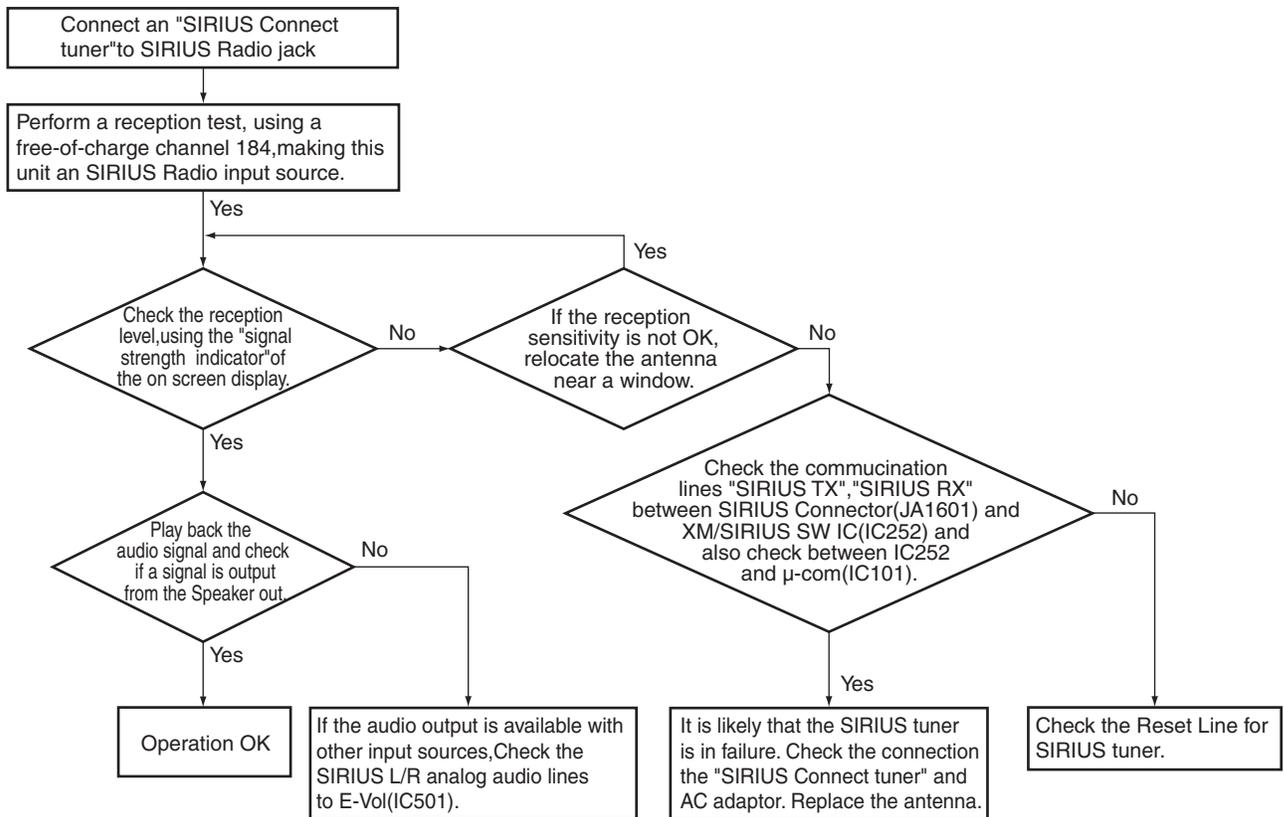 Connect an "SIRIUS Connect
tuner"to SIRIUS Radio jack
Perform a reception test, using a
free-of-charge channel 184,making this
unit an SIRIUS Radio input source.
Yes
Yes
Check the reception
level,using the "signal
strength indicator"of
the on screen display.
No
If the reception
sensitivity is not OK,
relocate the antenna
near a window.
No
Yes
Check the commucination
lines "SIRIUS TX","SIRIUS RX"
between SIRIUS Connector(JA1601) and
XM/SIRIUS SW IC(IC252) and
also check between IC252
and µ-com(IC101).
No
Play back the
audio signal and check
if a signal is output
from the Speaker out.
No
Yes
Yes
Operation OK
If the audio output is available with
other input sources,Check the
SIRIUS L/R analog audio lines
to E-Vol(IC501).
It is likely that the SIRIUS tuner
is in failure. Check the connection
the "SIRIUS Connect tuner" and
AC adaptor. Replace the antenna.
Check the Reset Line for
SIRIUS tuner.